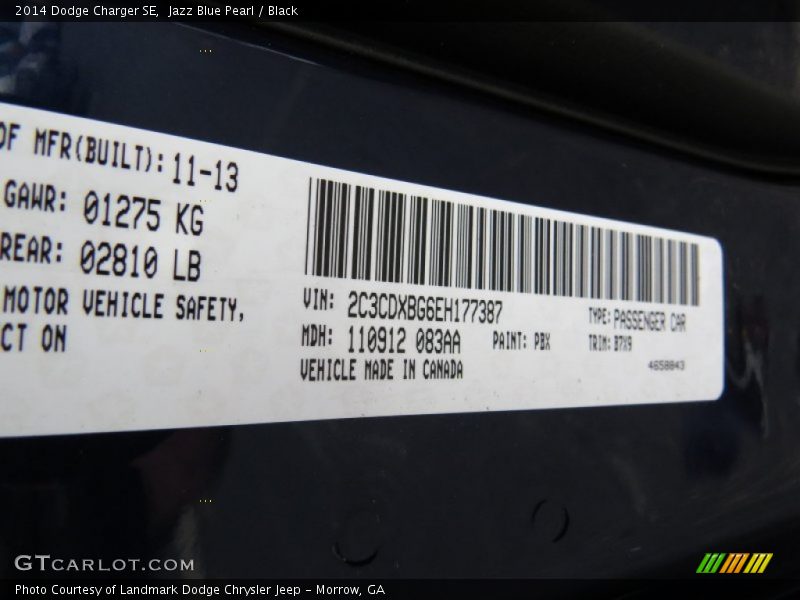 2014 Dodge Charger SE,  Jazz Blue Pearl / Black
OF MFR(BUILT): 11-13
GAWR: 01275 KG
REAR: 02810 LB
MOTOR VEHICLE SAFETY,
CT ON
VIN: 2C3CDXBG6EH177387
TYPE: PASSENGER CAR
MDH: 110912 083AA
PAINT: PBX
TRIM: B7X9
VEHICLE MADE IN CANADA
4658843
GTCARLOT.COM
Photo Courtesy of Landmark Dodge Chrysler Jeep - Morrow, GA